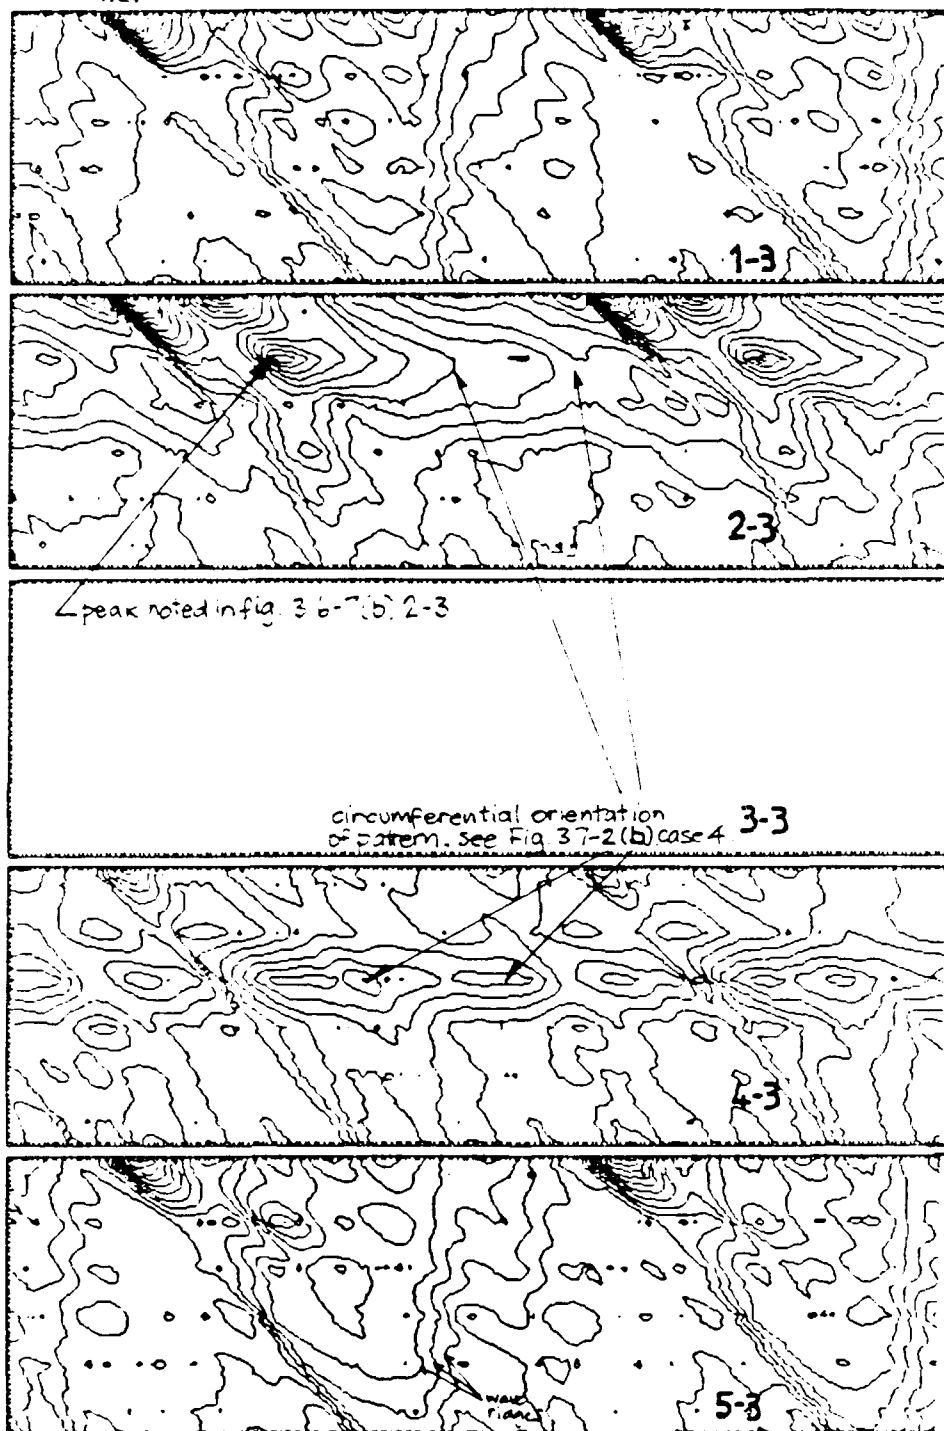 1-3
2-3
peak noted in fig. 3.6-7(b) 2-3
circumferential orientation
of pattern. see Fig. 3.7-2(b) case 4
3-3
4-3
wave
5-3